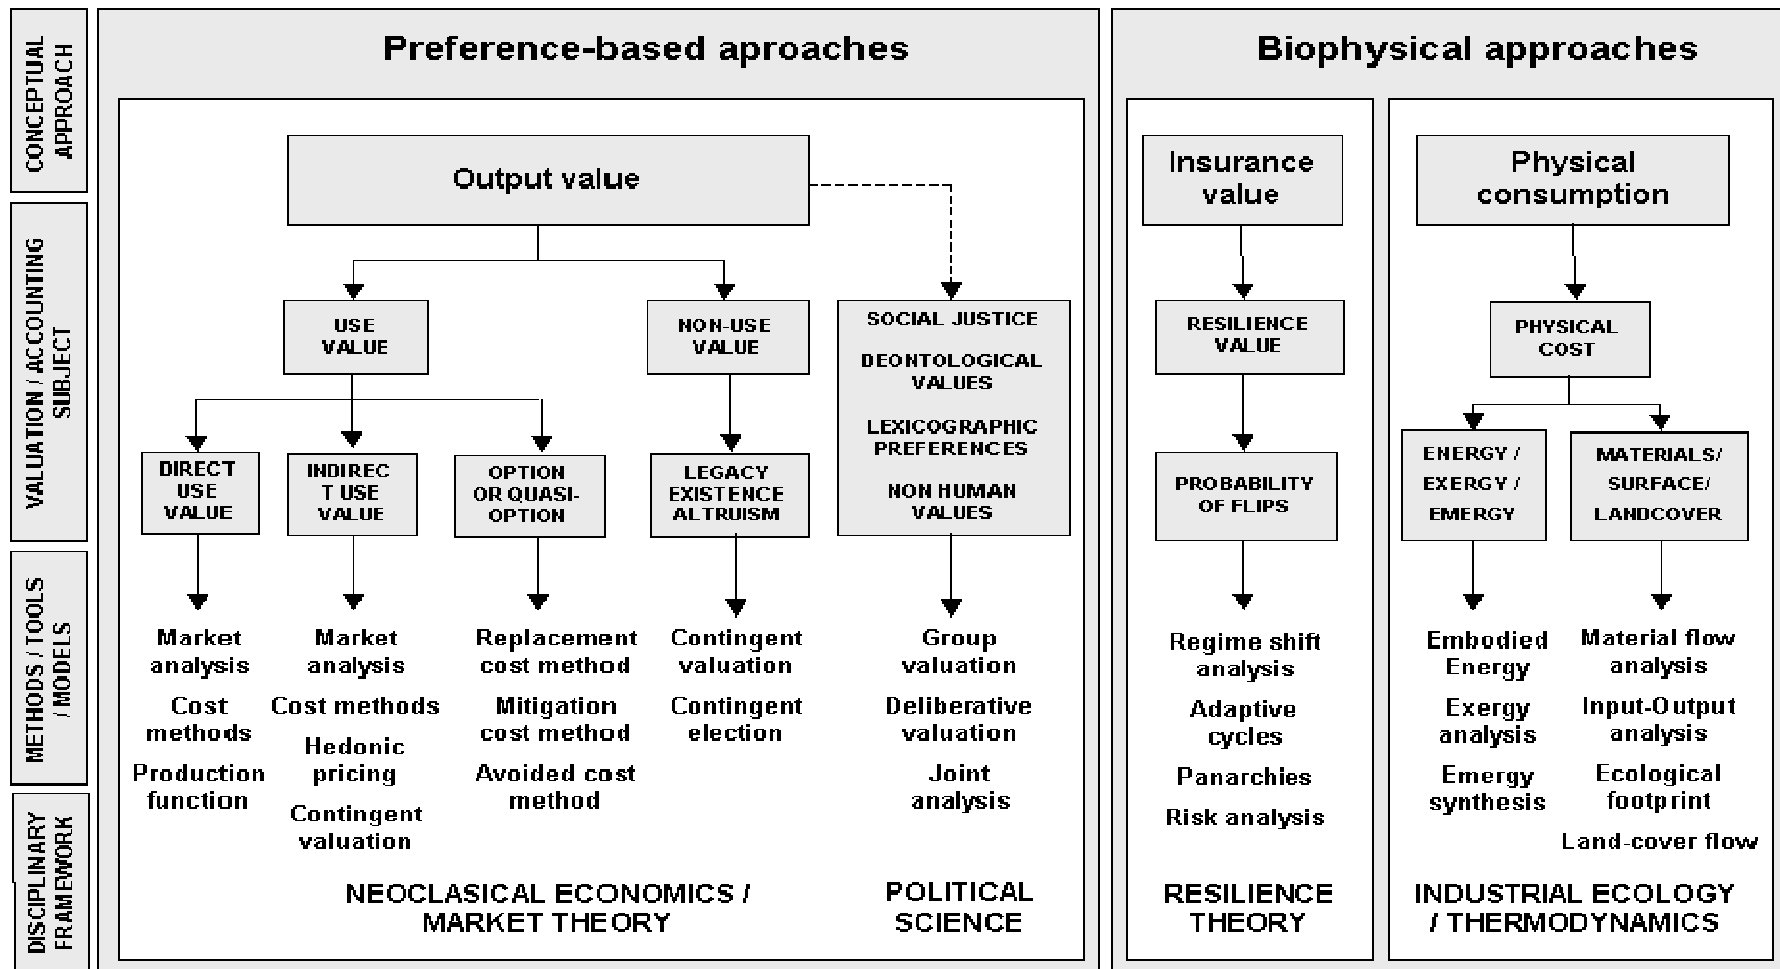 CONCEPTUAL
APPROACH
VALUATION / ACCOUNTING
SUBJECT
METHODS / TOOLS
/ MODELS
DISCIPLINARY
FRAMEWORK
Preference-based aproaches
Output value
USE
VALUE
NON-USE
VALUE
SOCIAL JUSTICE
DEONTOLOGICAL
VALUES
LEXICOGRAPHIC
PREFERENCES
NON HUMAN
VALUES
DIRECT
USE
VALUE
INDIREC
T USE
VALUE
OPTION
OR QUASI-
OPTION
LEGACY
EXISTENCE
ALTRUISM
Market
analysis
Cost
methods
Production
function
Market
analysis
Cost methods
Hedonic
pricing
Contingent
valuation
Replacement
cost method
Mitigation
cost method
Avoided cost
method
Contingent
valuation
Contingent
election
Group
valuation
Deliberative
valuation
Joint
analysis
NEOCLASICAL ECONOMICS /
MARKET THEORY
POLITICAL
SCIENCE
Biophysical approaches
Insurance
value
RESILIENCE
VALUE
PROBABILITY
OF FLIPS
Regime shift
analysis
Adaptive
cycles
Panarchies
Risk analysis
RESILIENCE
THEORY
Physical
consumption
PHYSICAL
COST
ENERGY /
EXERGY /
EMERGY
MATERIALS/
SURFACE/
LANDCOVER
Embodied
Energy
Exergy
analysis
Emergy
synthesis
Material flow
analysis
Input-Output
analysis
Ecological
footprint
Land-cover flow
INDUSTRIAL ECOLOGY
/ THERMODYNAMICS